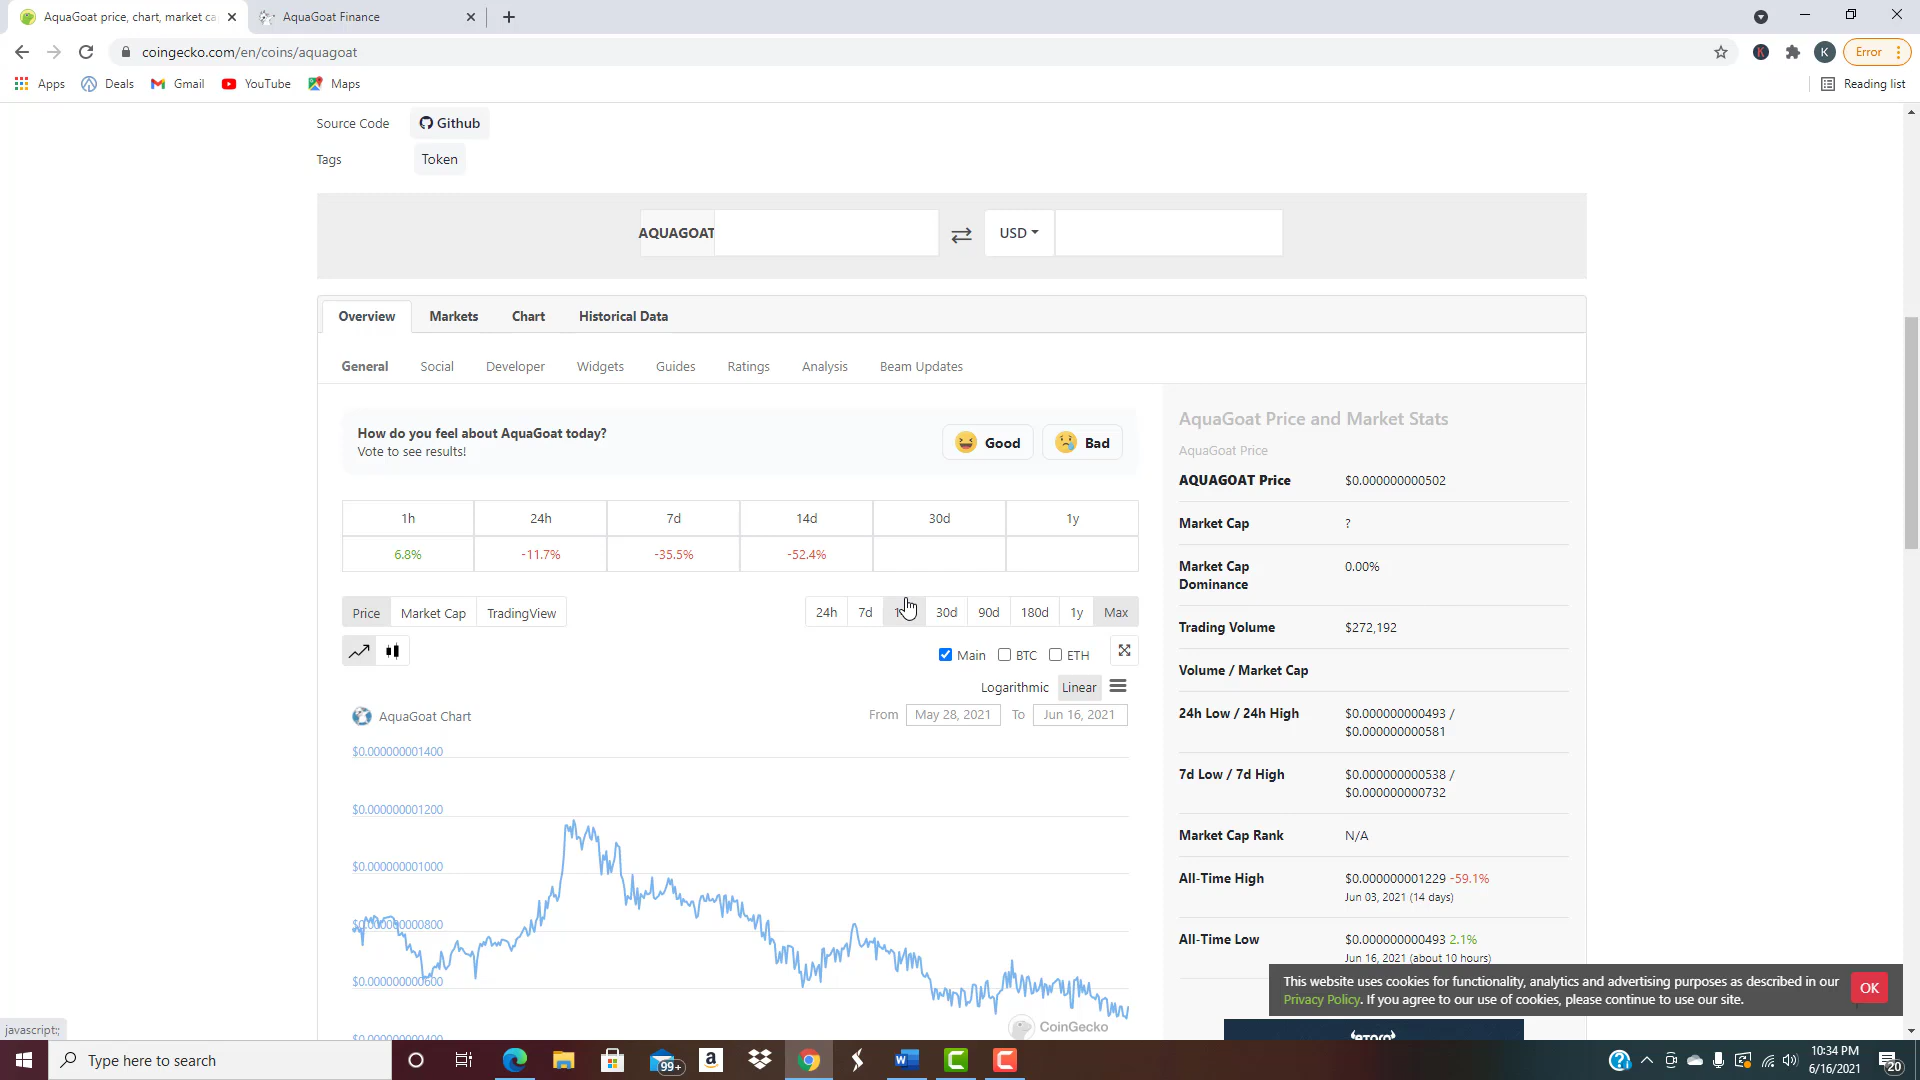 AquaGoat price, chart, market ca
AquaGoat Finance
coingecko.com/en/coins/aquagoat
K
K
Error
Apps
Deals
Gmail
YouTube
Maps
Reading list
Source Code
Github
Tags
Token
AQUAGOAT
USD
Overview
Markets
Chart
Historical Data
General
Social
Developer
Widgets
Guides
Ratings
Analysis
Beam Updates
How do you feel about AquaGoat today?
Vote to see results!
Good
Bad
1h 24h 7d 14d 30d 1y
6.8% -11.7% -35.5% -52.4%
Price
Market Cap
TradingView
24h 7d 30d 90d 180d 1y Max
Main BTC ETH
Logarithmic Linear
AquaGoat Chart
From May 28, 2021 To Jun 16, 2021
$0.000000001400
$0.000000001200
$0.000000001000
$0.000000000800
$0.000000000600
$0.000000000400
CoinGecko
AquaGoat Price and Market Stats
AquaGoat Price
AQUAGOAT Price $0.000000000502
Market Cap ?
Market Cap
Dominance
0.00%
Trading Volume $272,192
Volume / Market Cap
24h Low / 24h High $0.000000000493 /
$0.000000000581
7d Low / 7d High $0.000000000538 /
$0.000000000732
Market Cap Rank N/A
All-Time High $0.000000001229 -59.1%
Jun 03, 2021 (14 days)
All-Time Low $0.000000000493 2.1%
Jun 16, 2021 (about 10 hours)
This website uses cookies for functionality, analytics and advertising purposes as described in our
Privacy Policy. If you agree to our use of cookies, please continue to use our site.
OK
eToro
javascript:;
Type here to search
99+
10:34 PM
6/16/2021
20